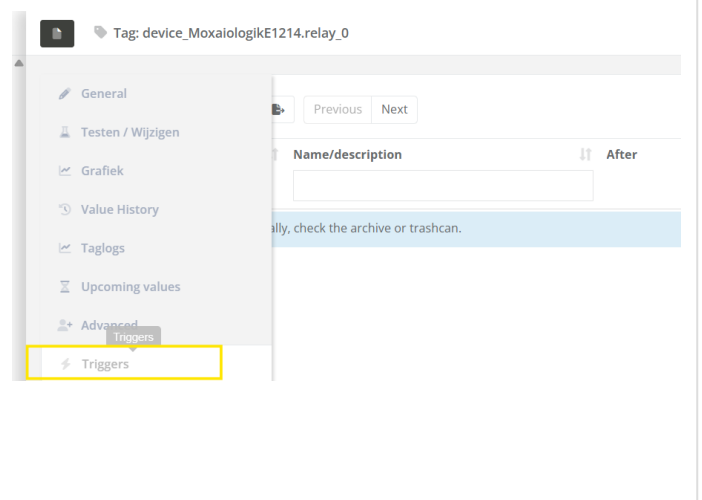 Tag: device_MoxaiologikE1214.relay_0
General
Testen / Wijzigen
Grafiek
Value History
Taglogs
Upcoming values
Advanced
Triggers
Triggers
Previous Next
Name/description After
ally, check the archive or trashcan.